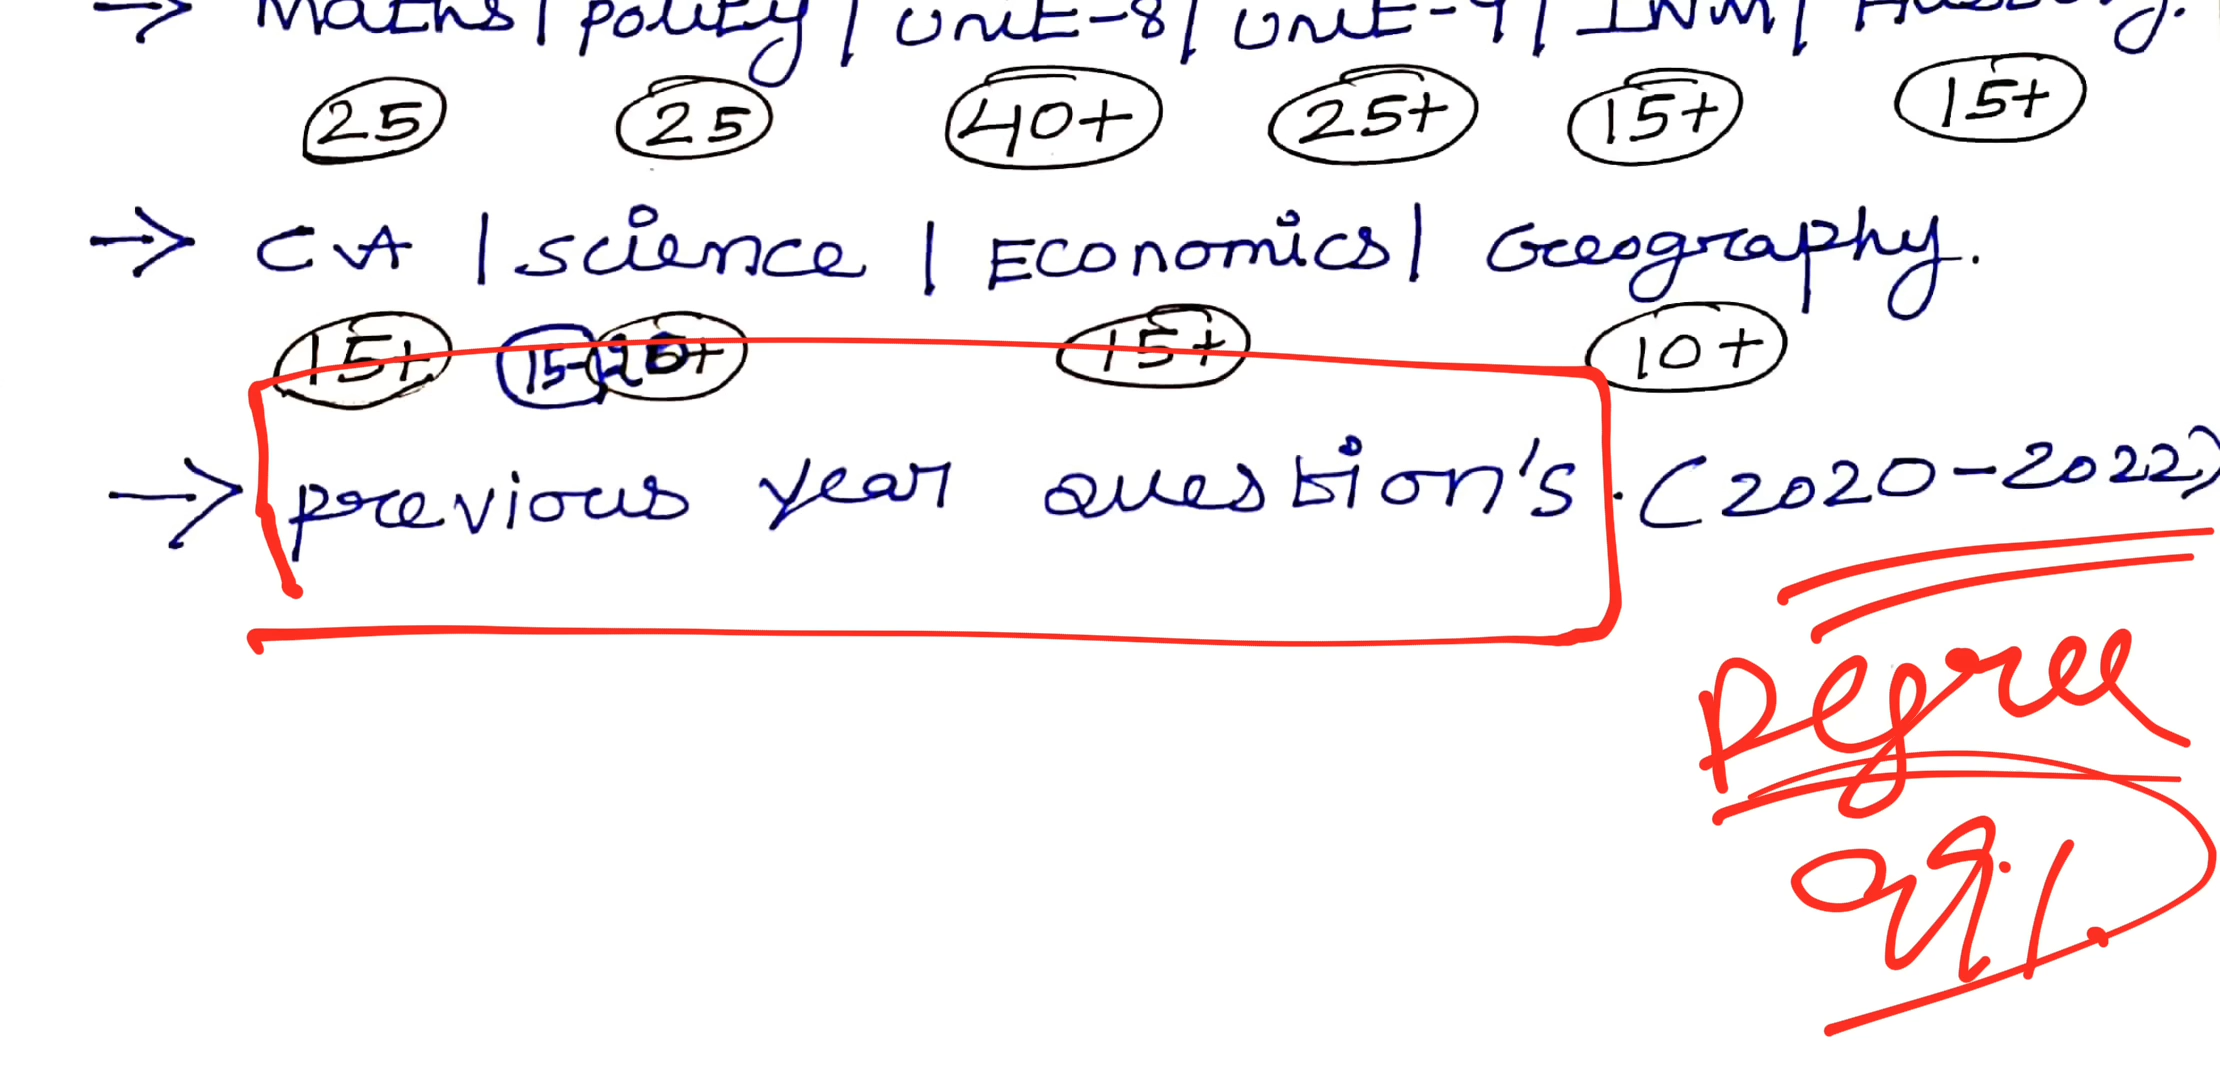 → Maths | polity | Unit-8 | Unit-9 | INM | History.
25 25 40+ 25+ 15+ 15+
→ CA | science | Economics | Geography.
15+ 15-20+ 15+ 10+
→ previous year question's. (2020-2022)
Degree